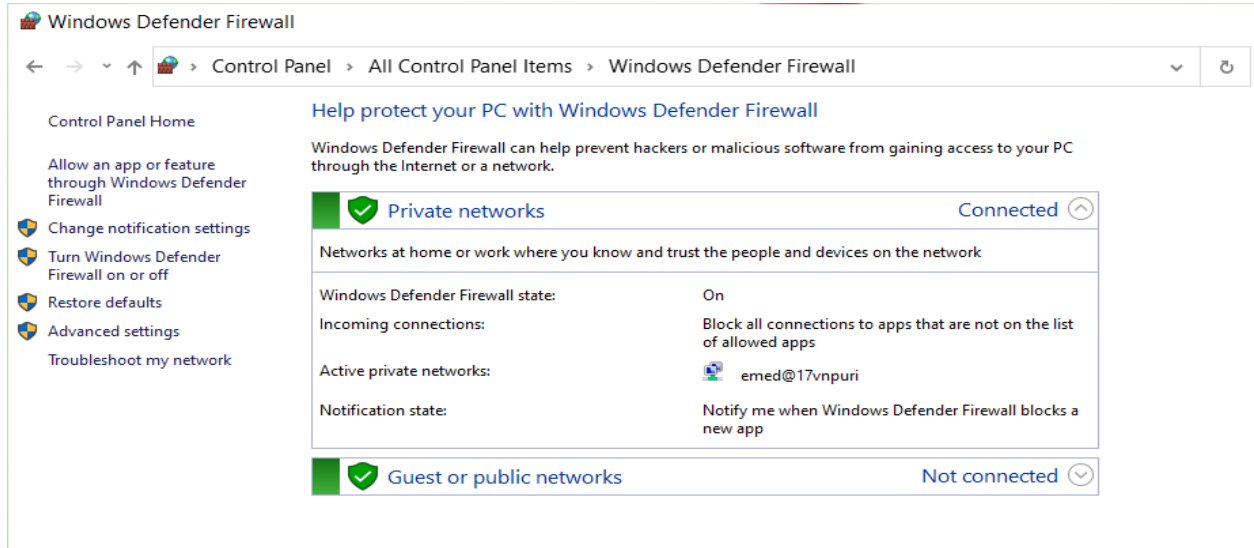 Windows Defender Firewall
Control Panel › All Control Panel Items › Windows Defender Firewall
Control Panel Home
Allow an app or feature
through Windows Defender
Firewall
Change notification settings
Turn Windows Defender
Firewall on or off
Restore defaults
Advanced settings
Troubleshoot my network
Help protect your PC with Windows Defender Firewall
Windows Defender Firewall can help prevent hackers or malicious software from gaining access to your PC
through the Internet or a network.
Private networks Connected
Networks at home or work where you know and trust the people and devices on the network
Windows Defender Firewall state: On
Incoming connections: Block all connections to apps that are not on the list
of allowed apps
Active private networks: emed@17vnpuri
Notification state: Notify me when Windows Defender Firewall blocks a
new app
Guest or public networks Not connected